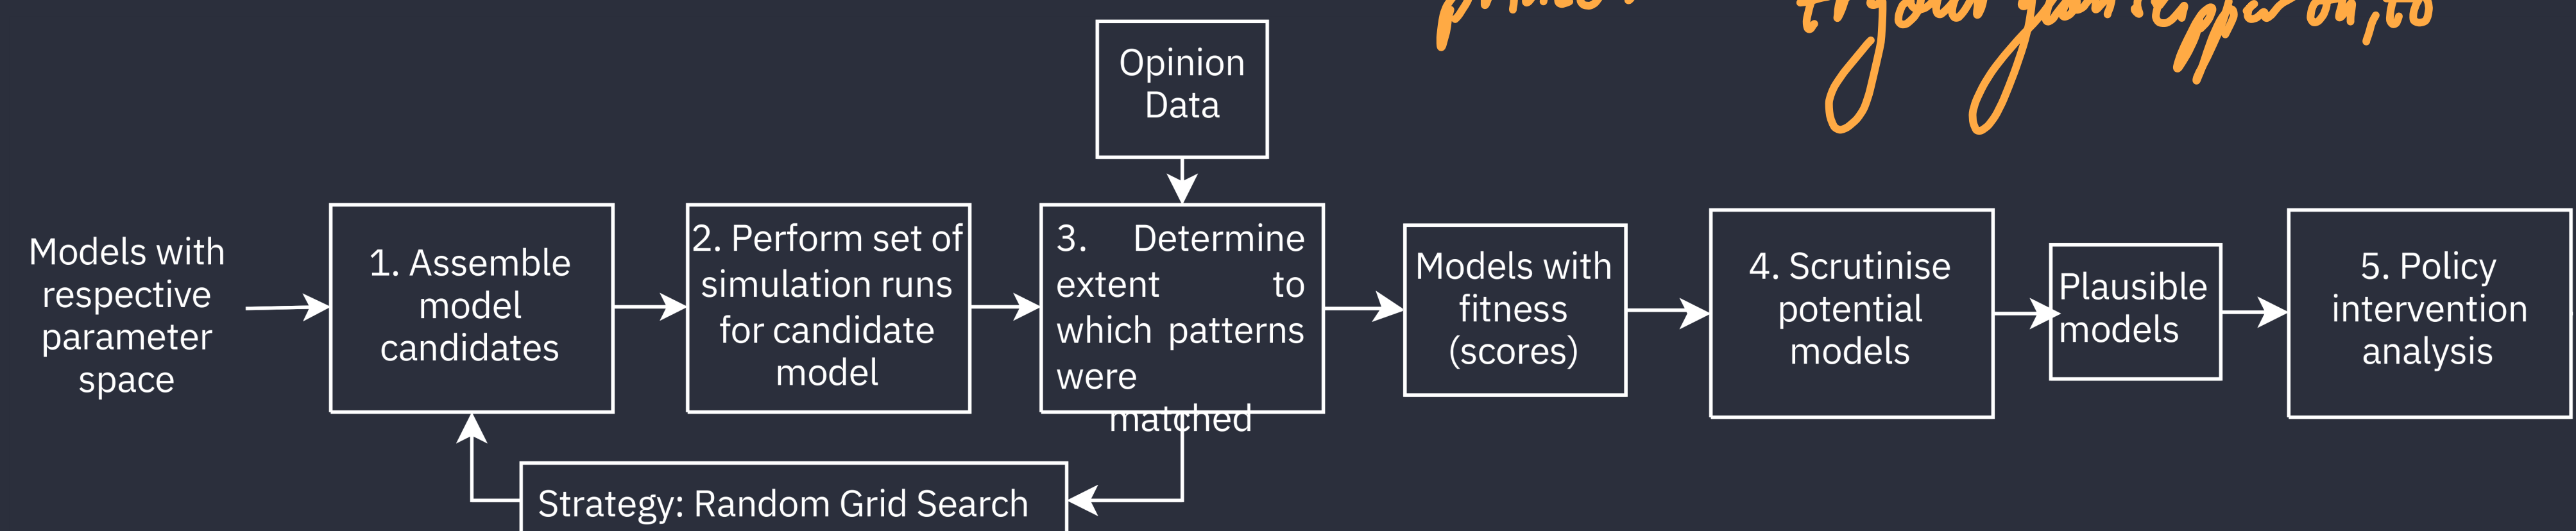 Opinion
Data
Models with
respective
parameter
space
1. Assemble
model
candidates
2. Perform set of
simulation runs
for candidate
model
3. Determine
extent to
which patterns
were
matched
Models with
fitness
(scores)
4. Scrutinise
potential
models
Plausible
models
5. Policy
intervention
analysis
Strategy: Random Grid Search